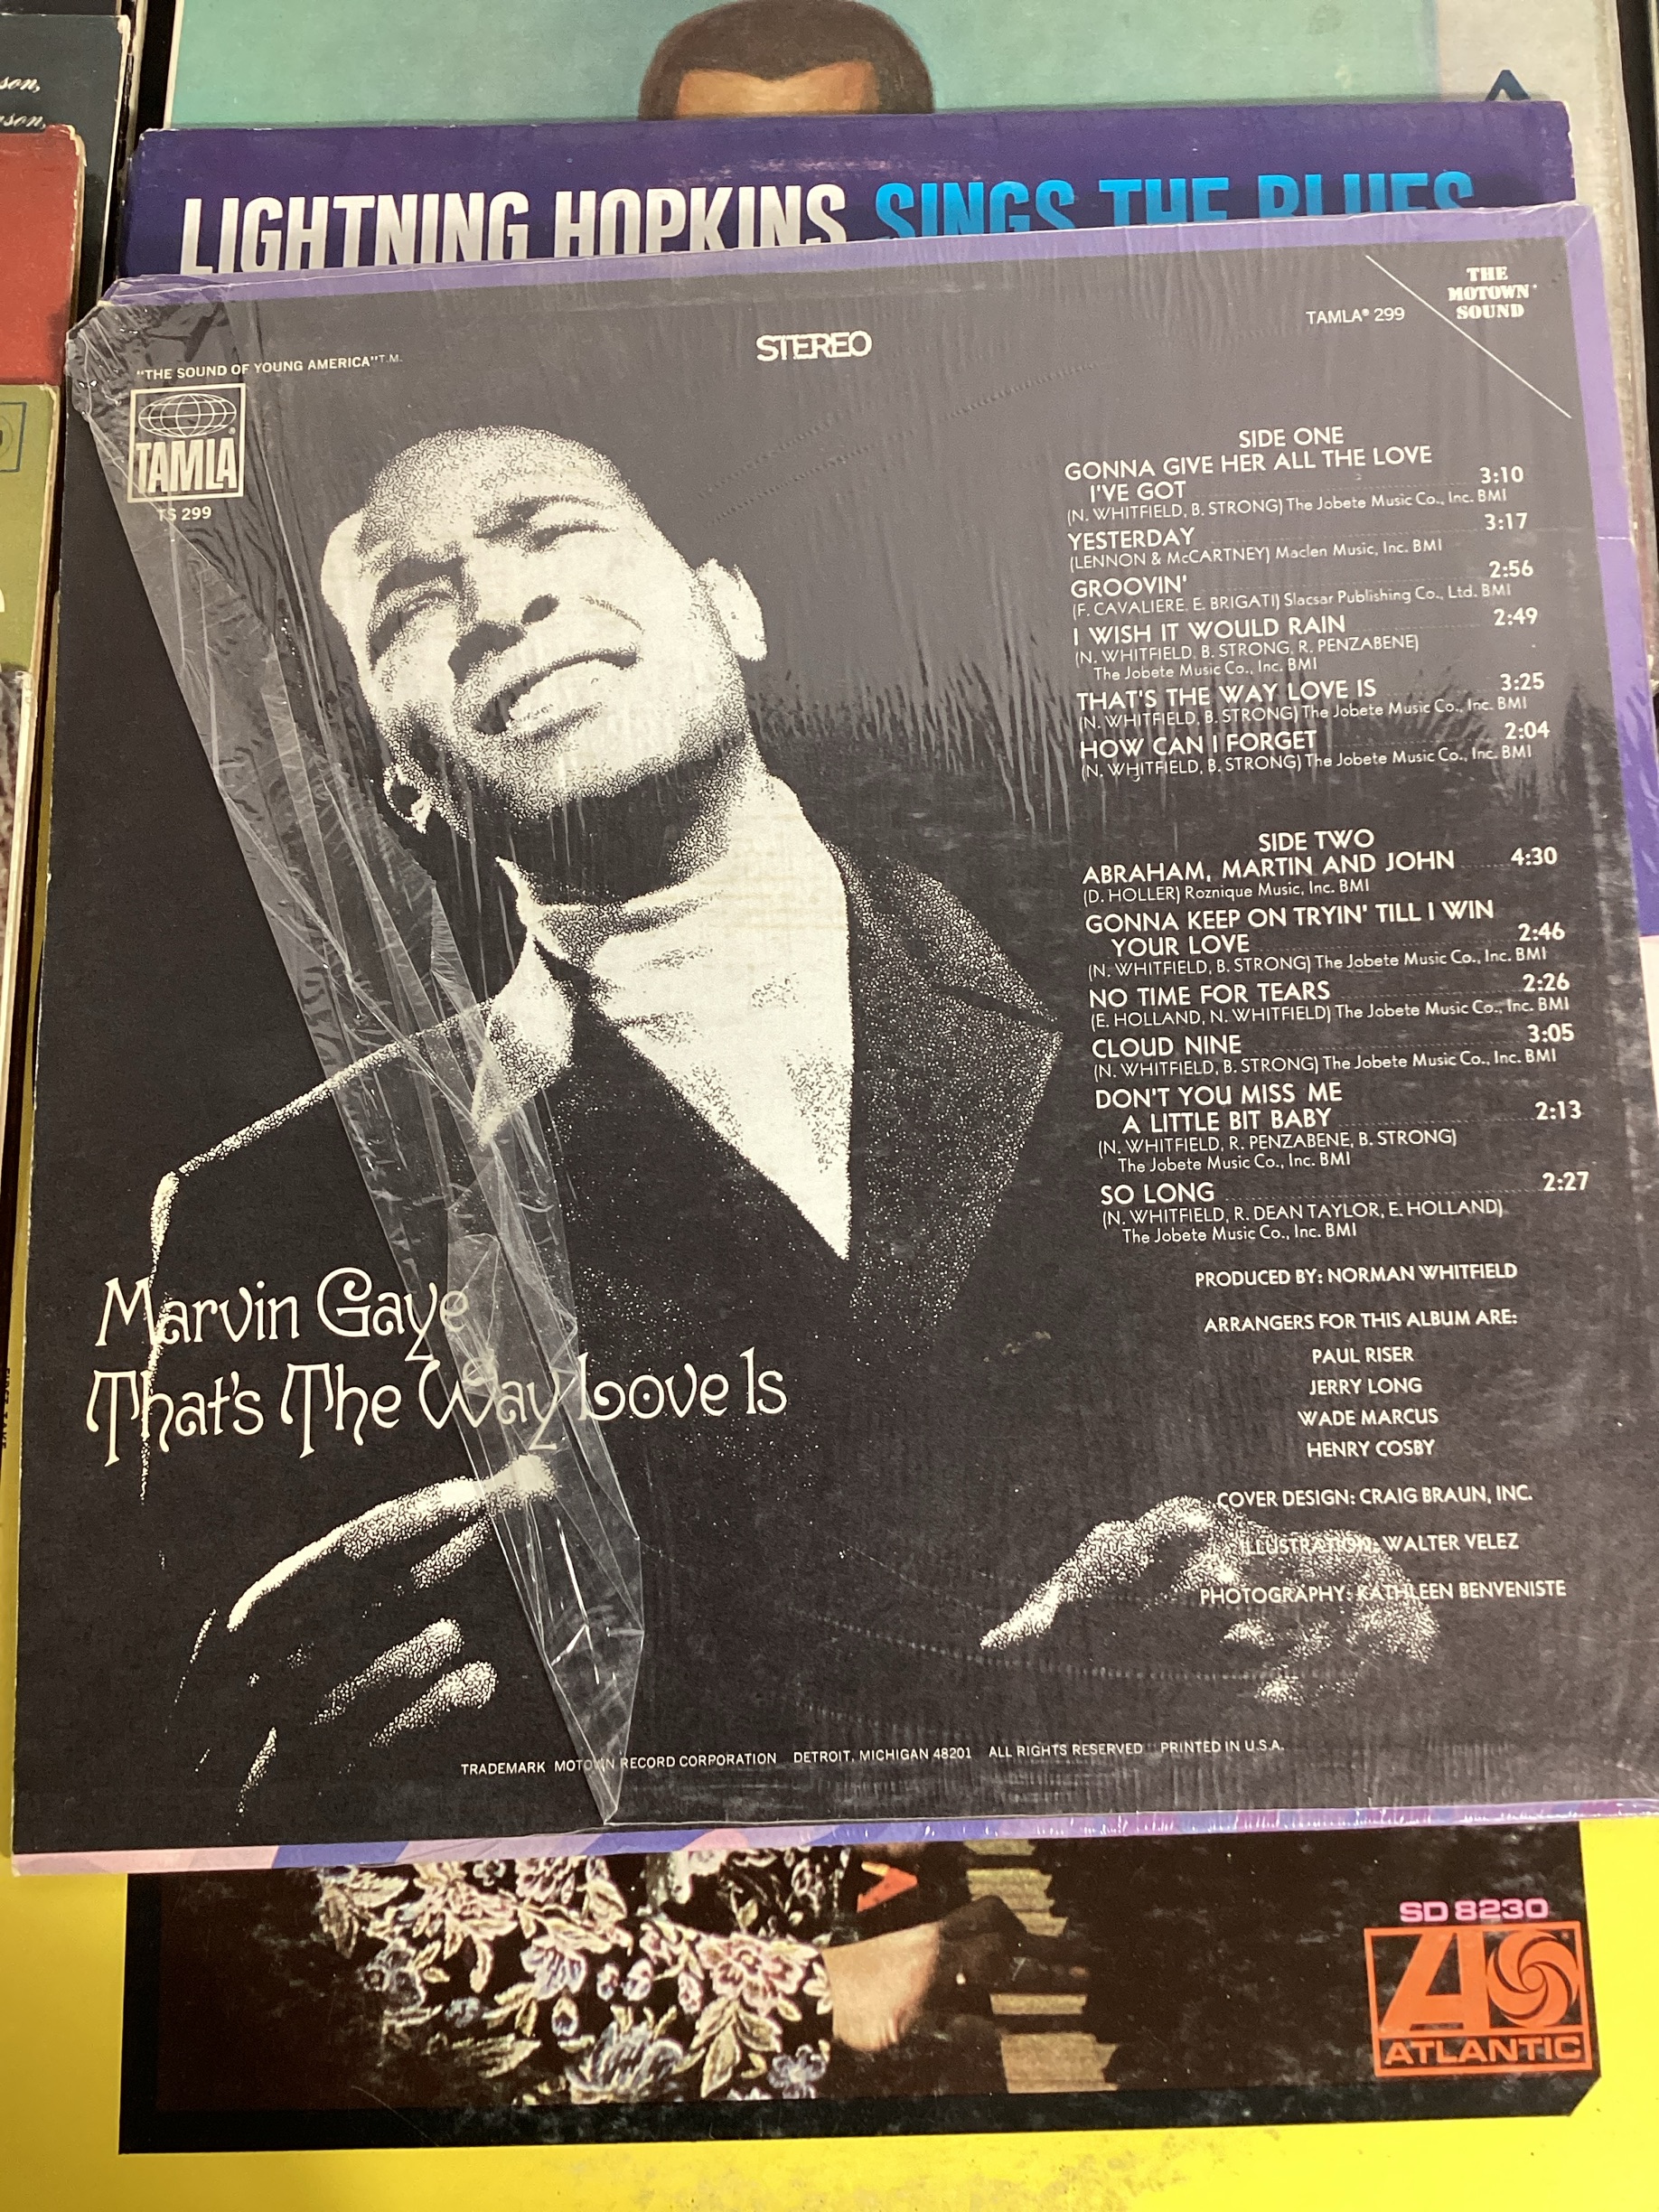 son,
son,
LIGHTNING HOPKINS SINGS THE BLUES
"THE SOUND OF YOUNG AMERICA" T.M.
TAMLA®
TS 299
STEREO
TAMLA® 299
THE
MOTOWN
SOUND
SIDE ONE
GONNA GIVE HER ALL THE LOVE
I'VE GOT 3:10
(N. WHITFIELD, B. STRONG) The Jobete Music Co., Inc. BMI
YESTERDAY 3:17
(LENNON & McCARTNEY) Maclen Music, Inc. BMI
GROOVIN' 2:56
(F. CAVALIERE, E. BRIGATI) Slacsar Publishing Co., Ltd. BMI
I WISH IT WOULD RAIN 2:49
(N. WHITFIELD, B. STRONG, R. PENZABENE)
The Jobete Music Co., Inc. BMI
THAT'S THE WAY LOVE IS 3:25
(N. WHITFIELD, B. STRONG) The Jobete Music Co., Inc. BMI
HOW CAN I FORGET 2:04
(N. WHITFIELD, B. STRONG) The Jobete Music Co., Inc. BMI
SIDE TWO
ABRAHAM, MARTIN AND JOHN 4:30
(D. HOLLER) Roznique Music, Inc. BMI
GONNA KEEP ON TRYIN' TILL I WIN
YOUR LOVE 2:46
(N. WHITFIELD, B. STRONG) The Jobete Music Co., Inc. BMI
NO TIME FOR TEARS 2:26
(E. HOLLAND, N. WHITFIELD) The Jobete Music Co., Inc. BMI
CLOUD NINE 3:05
(N. WHITFIELD, B. STRONG) The Jobete Music Co., Inc. BMI
DON'T YOU MISS ME
A LITTLE BIT BABY 2:13
(N. WHITFIELD, R. PENZABENE, B. STRONG)
The Jobete Music Co., Inc. BMI
SO LONG 2:27
(N. WHITFIELD, R. DEAN TAYLOR, E. HOLLAND)
The Jobete Music Co., Inc. BMI
PRODUCED BY: NORMAN WHITFIELD
ARRANGERS FOR THIS ALBUM ARE:
PAUL RISER
JERRY LONG
WADE MARCUS
HENRY COSBY
COVER DESIGN: CRAIG BRAUN, INC.
ILLUSTRATION: WALTER VELEZ
PHOTOGRAPHY: KATHLEEN BENVENISTE
Marvin Gaye
That's The Way Love Is
TRADEMARK MOTOWN RECORD CORPORATION DETROIT, MICHIGAN 48201 ALL RIGHTS RESERVED PRINTED IN U.S.A.
SD 8230
ATLANTIC